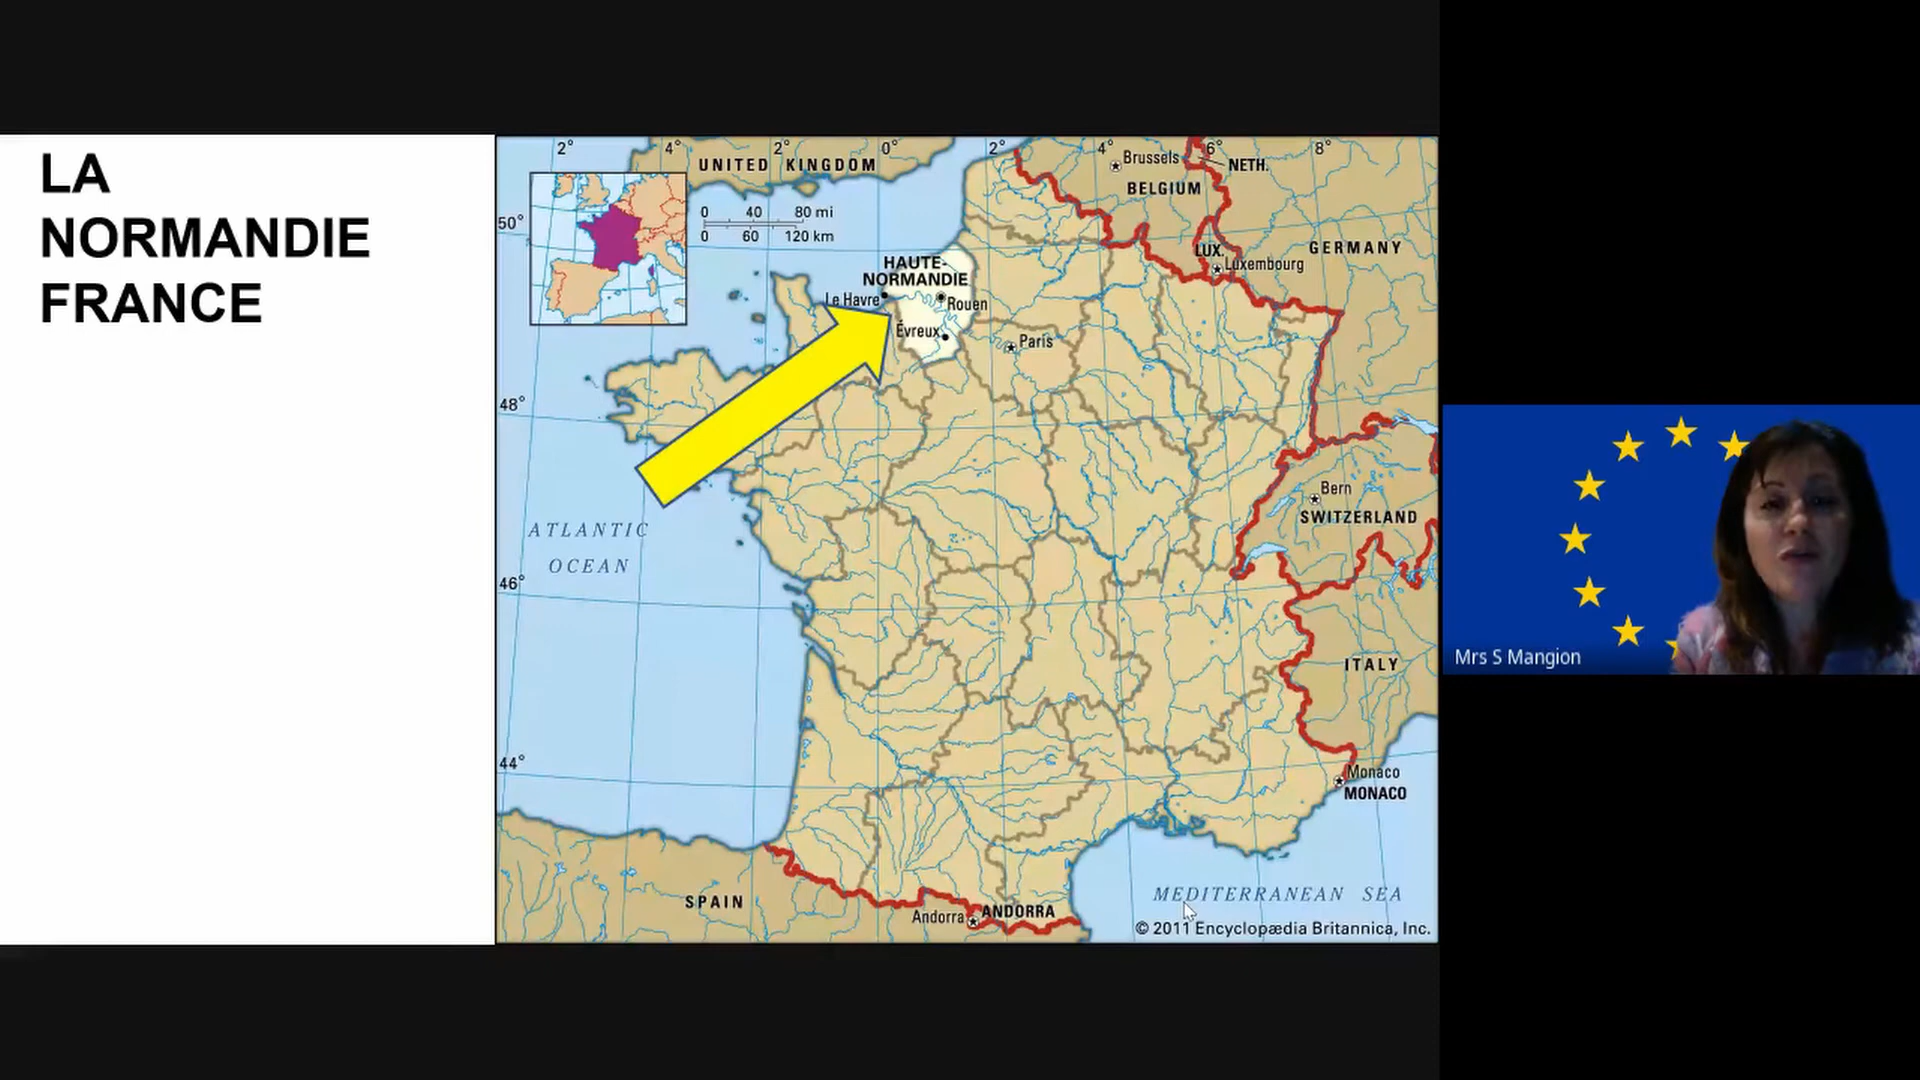 LA
NORMANDIE
FRANCE
2°
4°
2°
0°
2°
4°
6°
8°
UNITED KINGDOM
Brussels
NETH.
BELGIUM
0 40 80 mi
0 60 120 km
50°
GERMANY
LUX.
Luxembourg
HAUTE-
NORMANDIE
Le Havre
Rouen
Évreux
Paris
48°
Bern
SWITZERLAND
ATLANTIC
OCEAN
46°
ITALY
Mrs S Mangion
44°
Monaco
MONACO
MEDITERRANEAN SEA
SPAIN
Andorra
ANDORRA
© 2011 Encyclopædia Britannica, Inc.